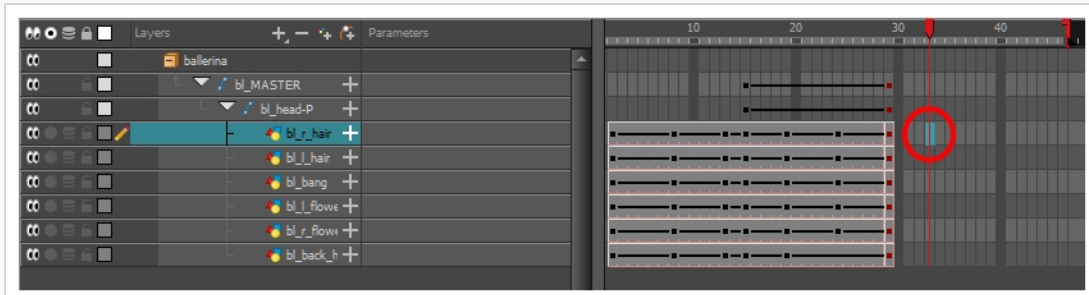 Layers Parameters 10 20 30 40
ballerina
bl_MASTER
bl_head-P
bl_r_hair
bl_l_hair
bl_bang
bl_l_flowe
bl_r_flowe
bl_back_h